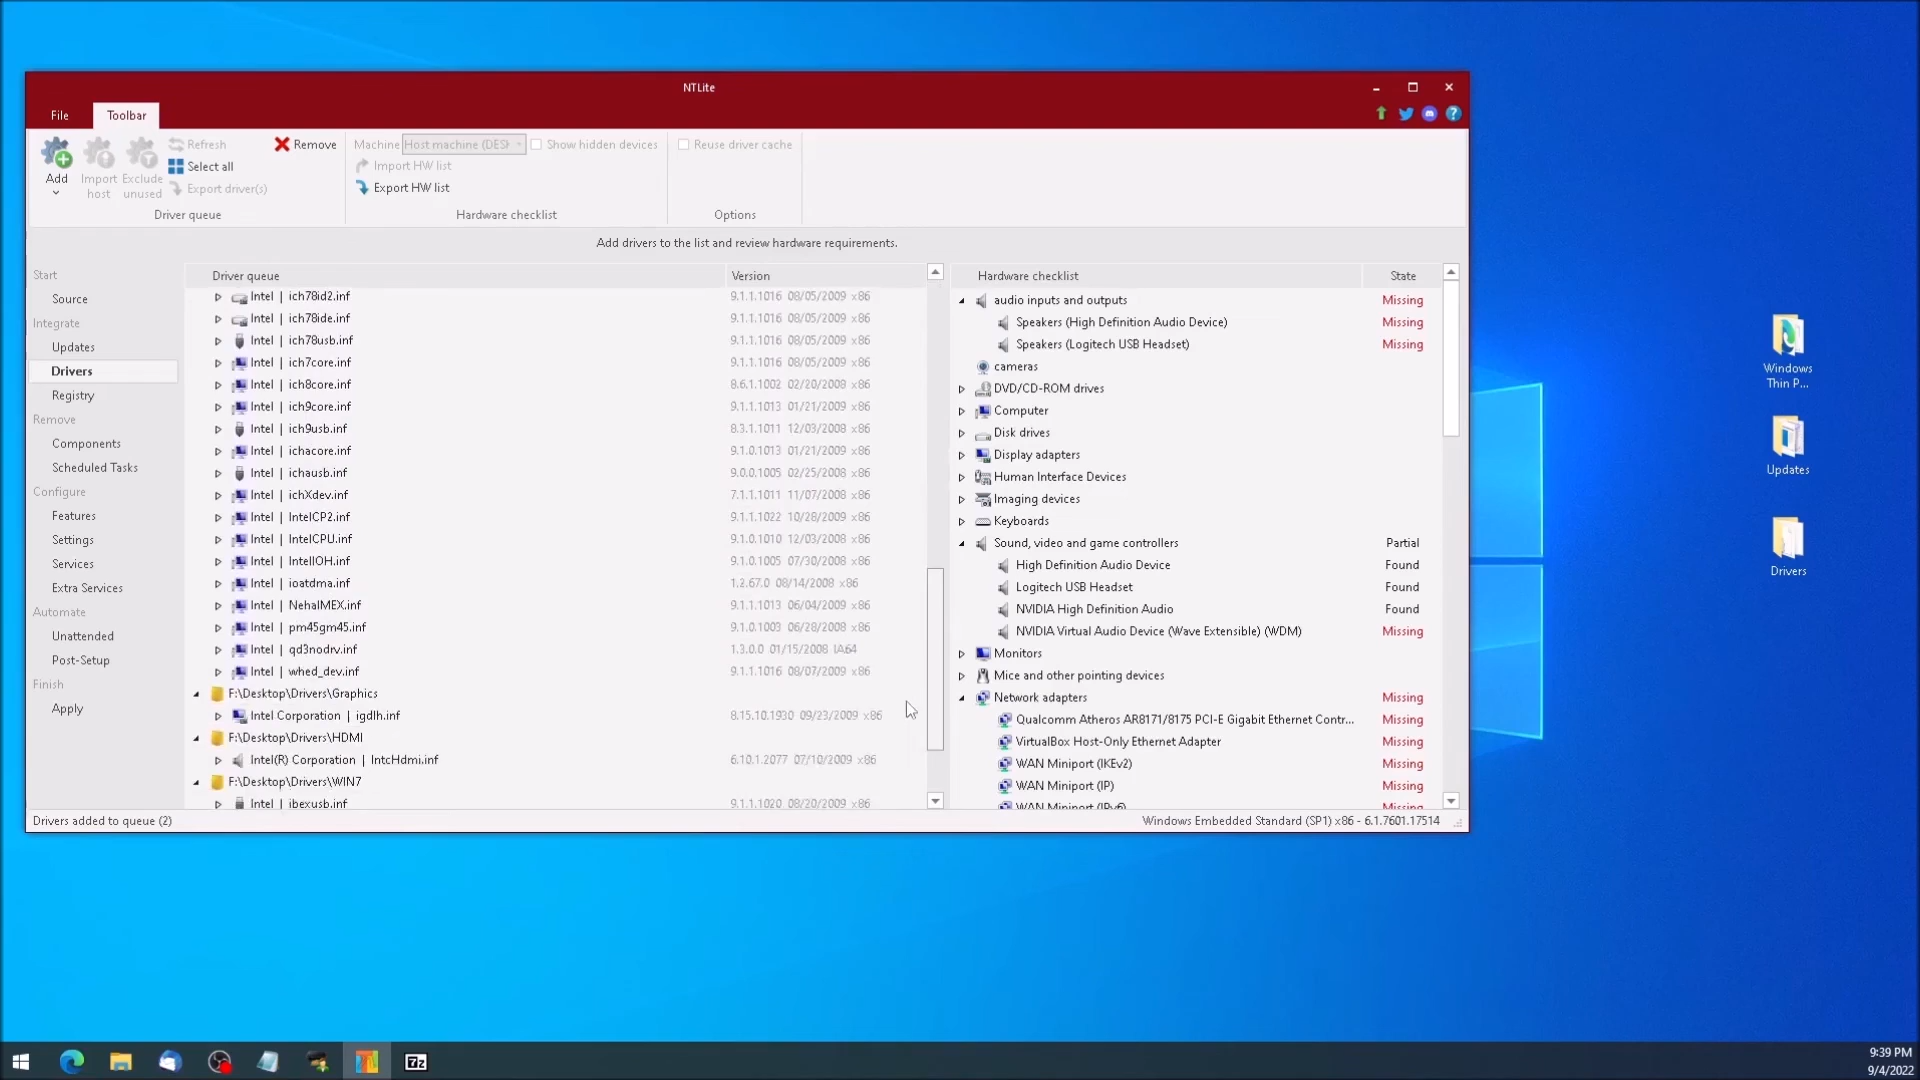 NTLite
File
Toolbar
Add
Import host
Exclude unused
Refresh
Select all
Export driver(s)
Remove
Driver queue
Machine Host machine (DESK
Show hidden devices
Import HW list
Export HW list
Hardware checklist
Reuse driver cache
Options
Add drivers to the list and review hardware requirements.
Start
Source
Integrate
Updates
Drivers
Registry
Remove
Components
Scheduled Tasks
Configure
Features
Settings
Services
Extra Services
Automate
Unattended
Post-Setup
Finish
Apply
Driver queue Version
Intel | ich78id2.inf 9.1.1.1016 08/05/2009 x86
Intel | ich78ide.inf 9.1.1.1016 08/05/2009 x86
Intel | ich78usb.inf 9.1.1.1016 08/05/2009 x86
Intel | ich7core.inf 9.1.1.1016 08/05/2009 x86
Intel | ich8core.inf 8.6.1.1002 02/20/2008 x86
Intel | ich9core.inf 9.1.1.1013 01/21/2009 x86
Intel | ich9usb.inf 8.3.1.1011 12/03/2008 x86
Intel | ichacore.inf 9.1.0.1013 01/21/2009 x86
Intel | ichausb.inf 9.0.0.1005 02/25/2008 x86
Intel | ichXdev.inf 7.1.1.1011 11/07/2008 x86
Intel | IntelCP2.inf 9.1.1.1022 10/28/2009 x86
Intel | IntelCPU.inf 9.1.0.1010 12/03/2008 x86
Intel | IntelIOH.inf 9.1.0.1005 07/30/2008 x86
Intel | ioatdma.inf 1.2.67.0 08/14/2008 x86
Intel | NehalMEX.inf 9.1.1.1013 06/04/2009 x86
Intel | pm45gm45.inf 9.1.0.1003 06/28/2008 x86
Intel | qd3nodrv.inf 1.3.0.0 01/15/2008 IA64
Intel | whed_dev.inf 9.1.1.1016 08/07/2009 x86
F:\Desktop\Drivers\Graphics
Intel Corporation | igdlh.inf 8.15.10.1930 09/23/2009 x86
F:\Desktop\Drivers\HDMI
Intel(R) Corporation | IntcHdmi.inf 6.10.1.2077 07/10/2009 x86
F:\Desktop\Drivers\WIN7
Intel | ibexusb.inf 9.1.1.1020 08/20/2009 x86
Hardware checklist State
audio inputs and outputs Missing
Speakers (High Definition Audio Device) Missing
Speakers (Logitech USB Headset) Missing
cameras
DVD/CD-ROM drives
Computer
Disk drives
Display adapters
Human Interface Devices
Imaging devices
Keyboards
Sound, video and game controllers Partial
High Definition Audio Device Found
Logitech USB Headset Found
NVIDIA High Definition Audio Found
NVIDIA Virtual Audio Device (Wave Extensible) (WDM) Missing
Monitors
Mice and other pointing devices
Network adapters Missing
Qualcomm Atheros AR8171/8175 PCI-E Gigabit Ethernet Contr... Missing
VirtualBox Host-Only Ethernet Adapter Missing
WAN Miniport (IKEv2) Missing
WAN Miniport (IP) Missing
WAN Miniport (IPv6) Missing
Drivers added to queue (2)
Windows Embedded Standard (SP1) x86 - 6.1.7601.17514
Windows
Thin P...
Updates
Drivers
7z
9:39 PM
9/4/2022